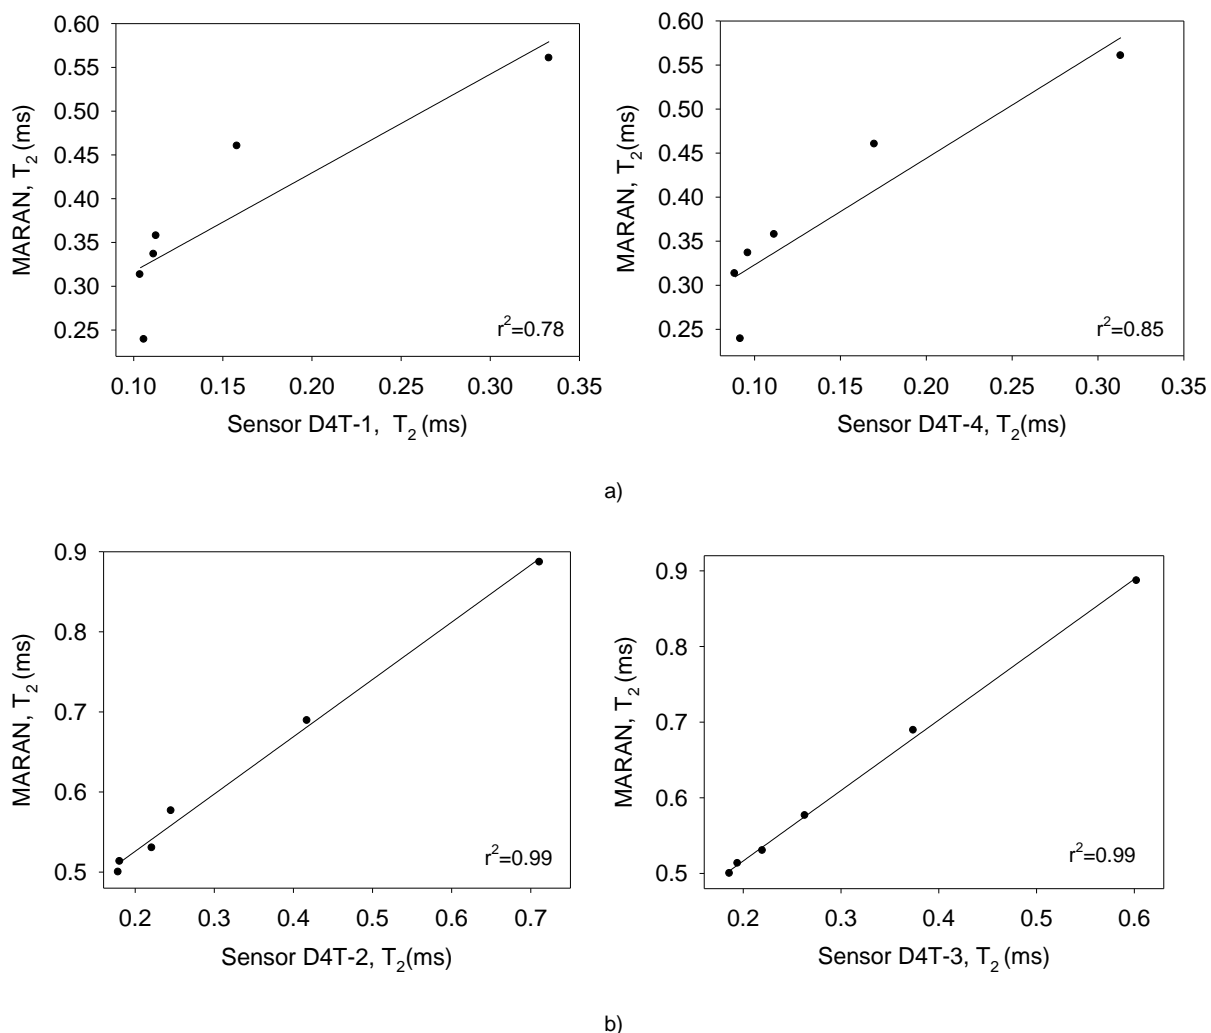 0.60
0.55
0.50
0.45
0.40
0.35
0.30
0.25
MARAN, T2 (ms)
r2=0.78
0.10 0.15 0.20 0.25 0.30 0.35
Sensor D4T-1, T2 (ms)
0.60
0.55
0.50
0.45
0.40
0.35
0.30
0.25
MARAN, T2(ms)
r2=0.85
0.10 0.15 0.20 0.25 0.30 0.35
Sensor D4T-4, T2(ms)
a)
0.9
0.8
0.7
0.6
0.5
MARAN, T2 (ms)
r2=0.99
0.2 0.3 0.4 0.5 0.6 0.7
Sensor D4T-2, T2(ms)
0.9
0.8
0.7
0.6
0.5
MARAN, T2 (ms)
r2=0.99
0.2 0.3 0.4 0.5 0.6
Sensor D4T-3, T2 (ms)
b)